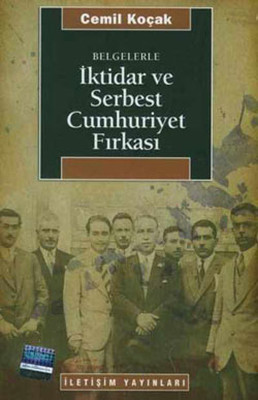 Cemil Koçak
BELGELERLE
İktidar ve
Serbest
Cumhuriyet
Fırkası
İLETİŞİM YAYINLARI